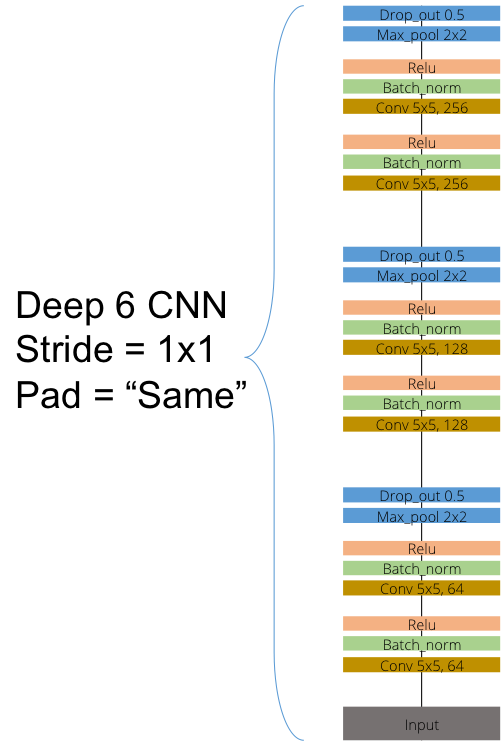 Drop_out 0.5
Max_pool 2x2
Relu
Batch_norm
Conv 5x5, 256
Relu
Batch_norm
Conv 5x5, 256
Drop_out 0.5
Max_pool 2x2
Relu
Batch_norm
Conv 5x5, 128
Relu
Batch_norm
Conv 5x5, 128
Drop_out 0.5
Max_pool 2x2
Relu
Batch_norm
Conv 5x5, 64
Relu
Batch_norm
Conv 5x5, 64
Input
Deep 6 CNN
Stride = 1x1
Pad = “Same”